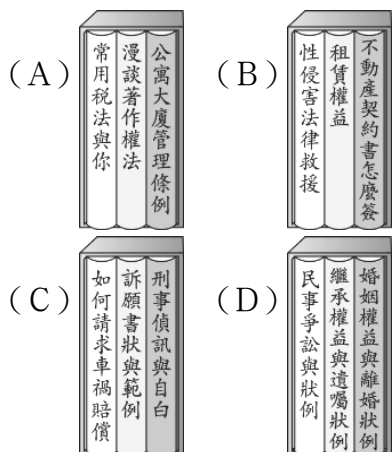 (A)
公寓大廈管理條例
漫談著作權法
常用稅法與你
(B)
不動產契約書怎麼簽
租賃權益
性侵害法律救援
(C)
刑事偵訊與自白
訴願書狀與範例
如何請求車禍賠償
(D)
婚姻權益與離婚狀例
繼承權益與遺囑狀例
民事爭訟與狀例